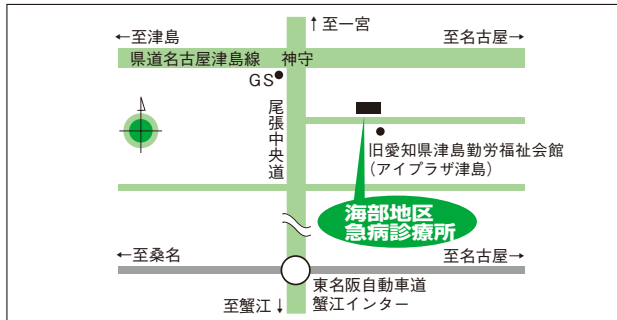 ↑至一宮
←至津島
至名古屋→
県道名古屋津島線 神守
GS
尾張中央道
旧愛知県津島勤労福祉会館
(アイプラザ津島)
海部地区
急病診療所
←至桑名
至名古屋→
東名阪自動車道
蟹江インター
至蟹江↓